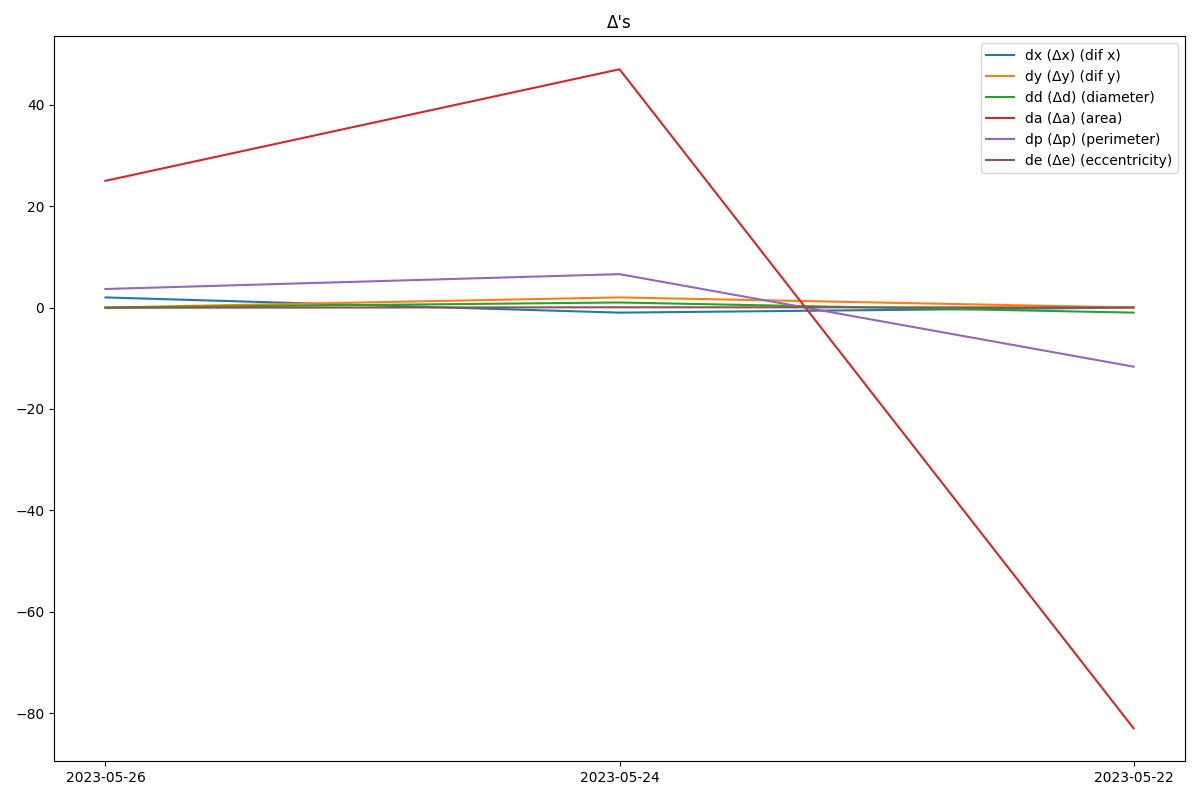 Δ's
dx (Δx) (dif x)
dy (Δy) (dif y)
dd (Δd) (diameter)
da (Δa) (area)
dp (Δp) (perimeter)
de (Δe) (eccentricity)
40
20
0
−20
−40
−60
−80
2023-05-26 2023-05-24 2023-05-22